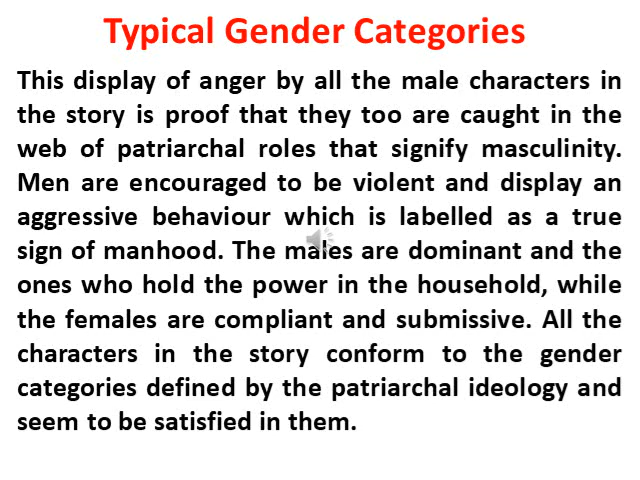 Typical Gender Categories
This display of anger by all the male characters in
the story is proof that they too are caught in the
web of patriarchal roles that signify masculinity.
Men are encouraged to be violent and display an
aggressive behaviour which is labelled as a true
sign of manhood. The males are dominant and the
ones who hold the power in the household, while
the females are compliant and submissive. All the
characters in the story conform to the gender
categories defined by the patriarchal ideology and
seem to be satisfied in them.